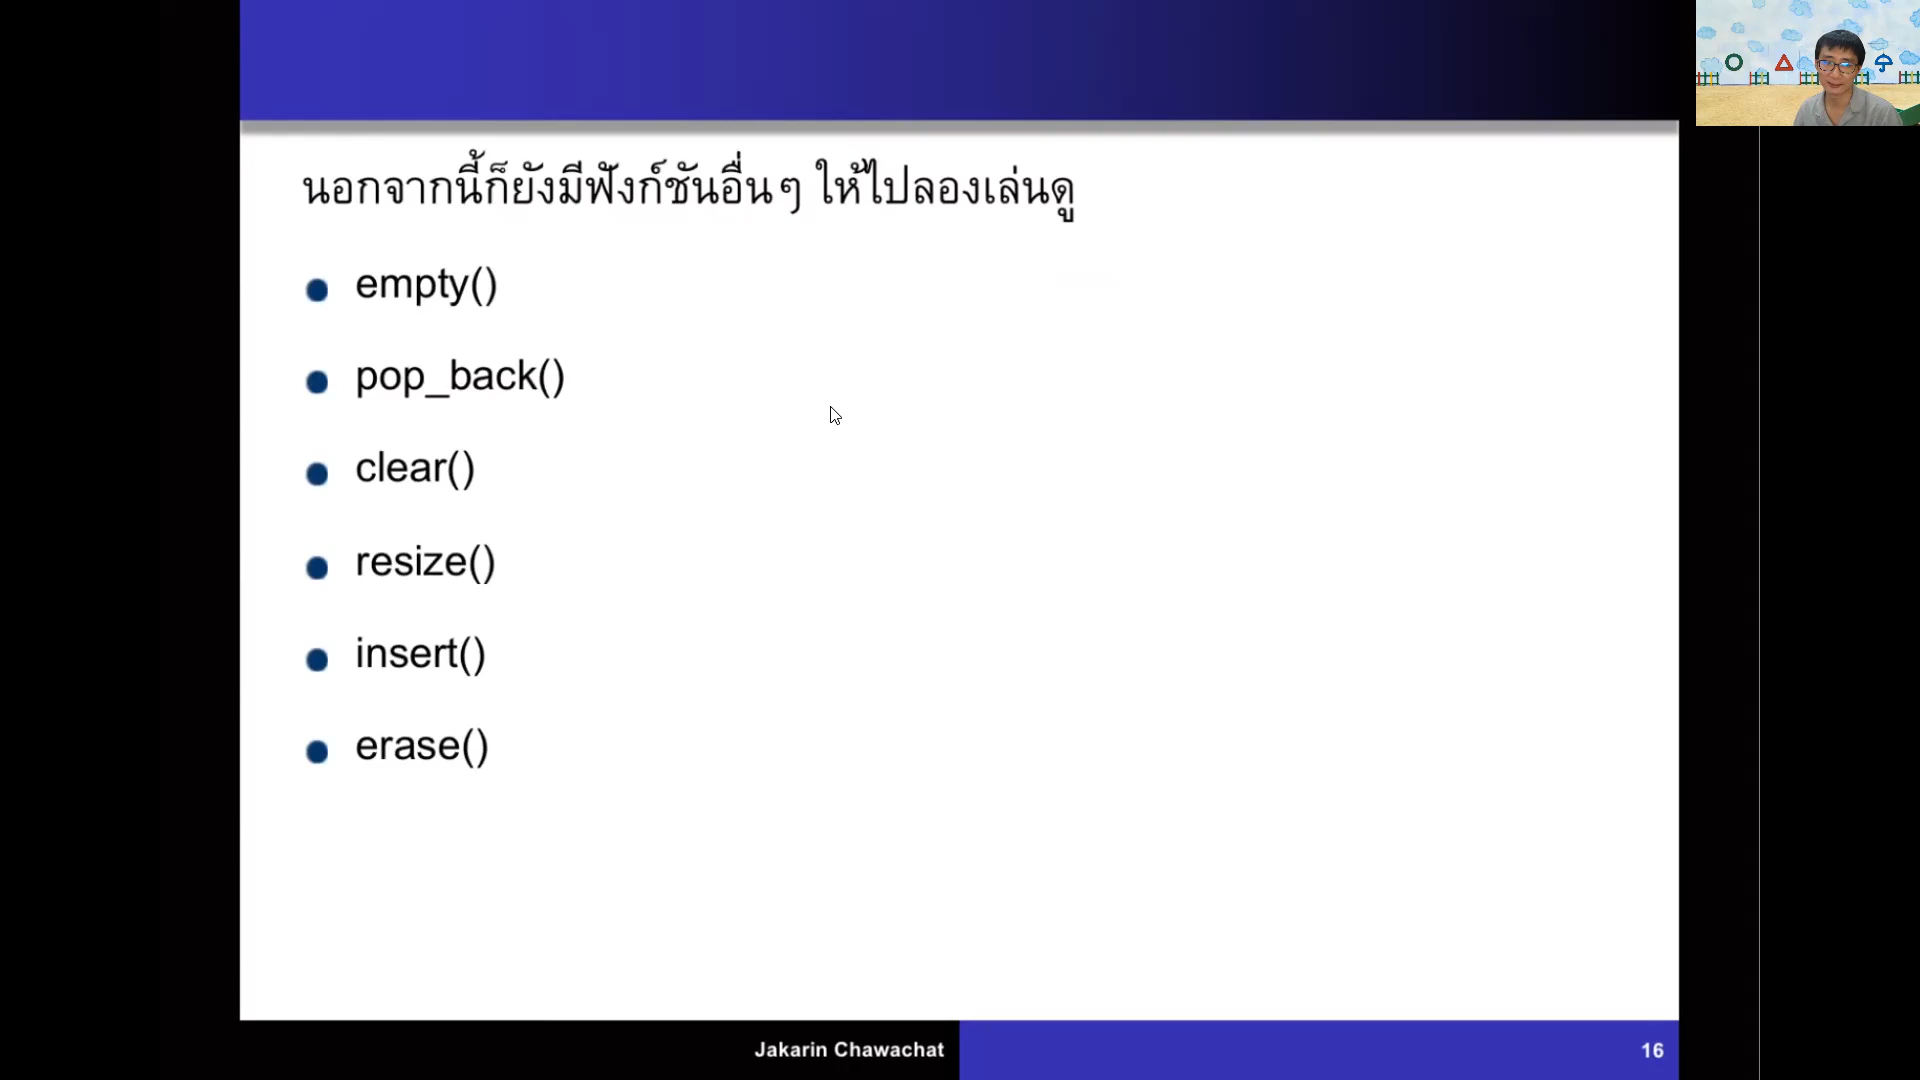 นอกจากนี้ก็ยังมีฟังก์ชันอื่นๆ ให้ไปลองเล่นดู
empty()
pop_back()
clear()
resize()
insert()
erase()
Jakarin Chawachat
16